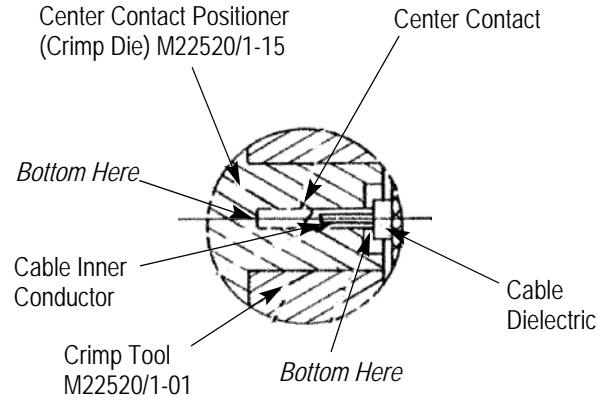 Center Contact Positioner
(Crimp Die) M22520/1-15
Center Contact
Bottom Here
Cable Inner
Conductor
Cable
Dielectric
Crimp Tool
M22520/1-01
Bottom Here